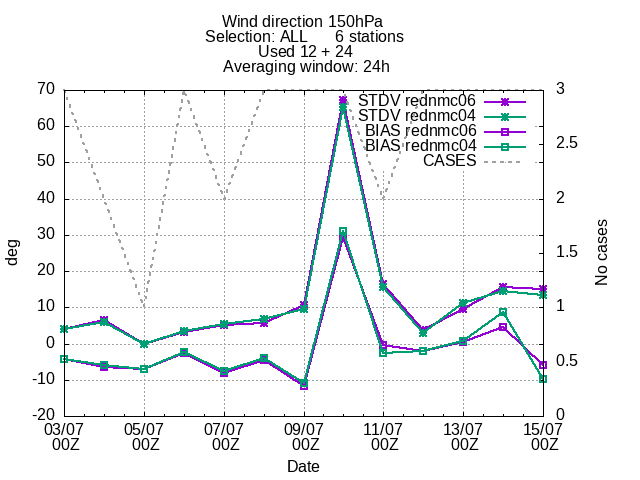 Wind direction 150hPa
Selection: ALL 6 stations
Used 12 + 24
Averaging window: 24h
STDV rednmc06
STDV rednmc04
BIAS rednmc06
BIAS rednmc04
CASES
70
60
50
40
30
20
10
0
-10
-20
deg
3
2.5
2
1.5
1
0.5
0
No cases
03/07 05/07 07/07 09/07 11/07 13/07 15/07
00Z 00Z 00Z 00Z 00Z 00Z 00Z
Date